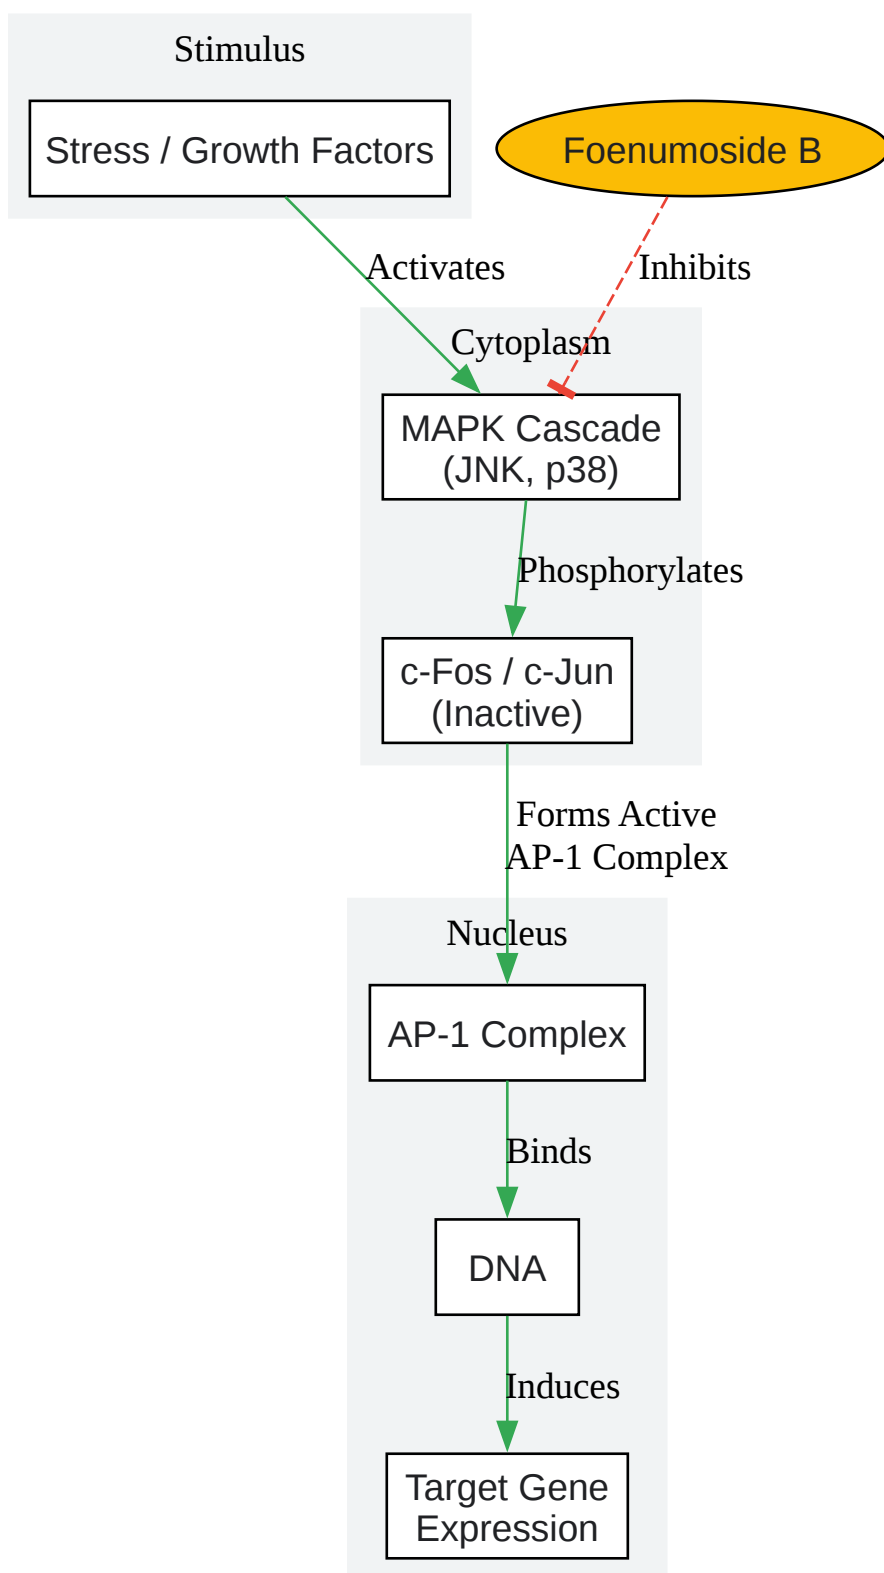 Stimulus
Stress / Growth Factors
Foenumoside B
Activates
Inhibits
Cytoplasm
MAPK Cascade
(JNK, p38)
Phosphorylates
c-Fos / c-Jun
(Inactive)
Forms Active
AP-1 Complex
Nucleus
AP-1 Complex
Binds
DNA
Induces
Target Gene
Expression